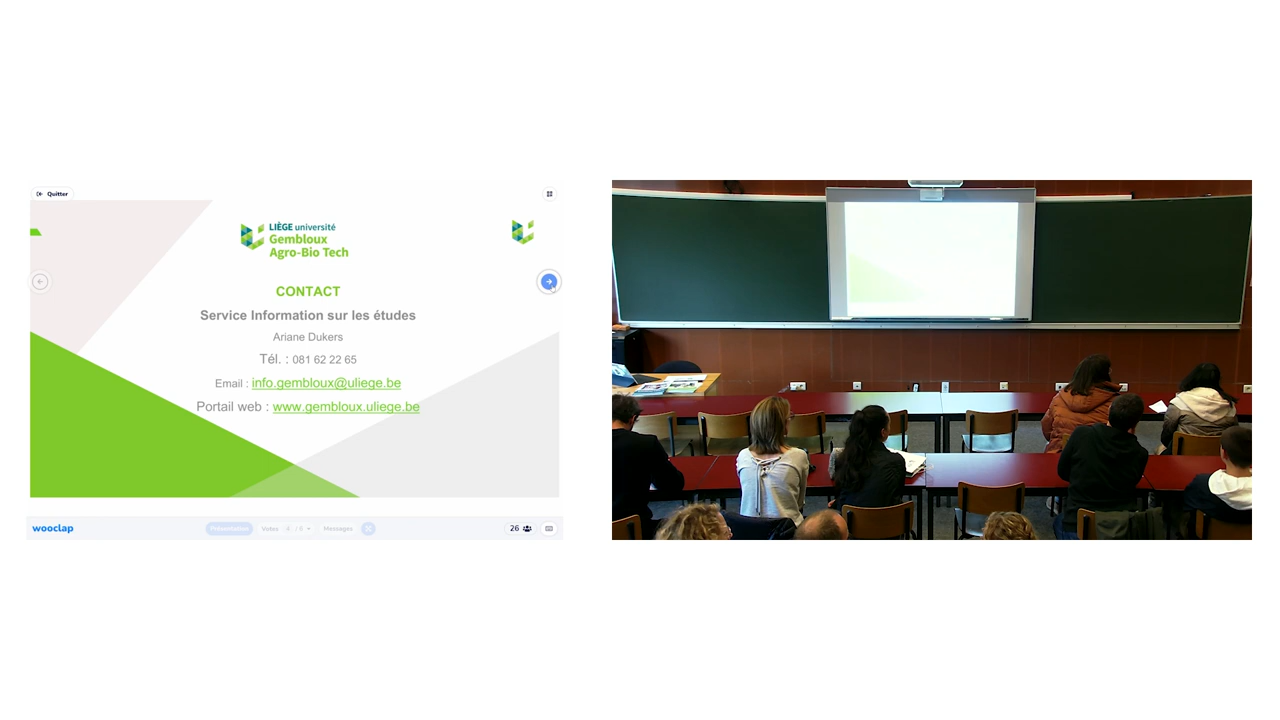 Quitter
LIÈGE université
Gembloux
Agro-Bio Tech
CONTACT
Service Information sur les études
Ariane Dukers
Tél. : 081 62 22 65
Email : info.gembloux@uliege.be
Portail web : www.gembloux.uliege.be
wooclap
Présentation
Votes
Messages
26